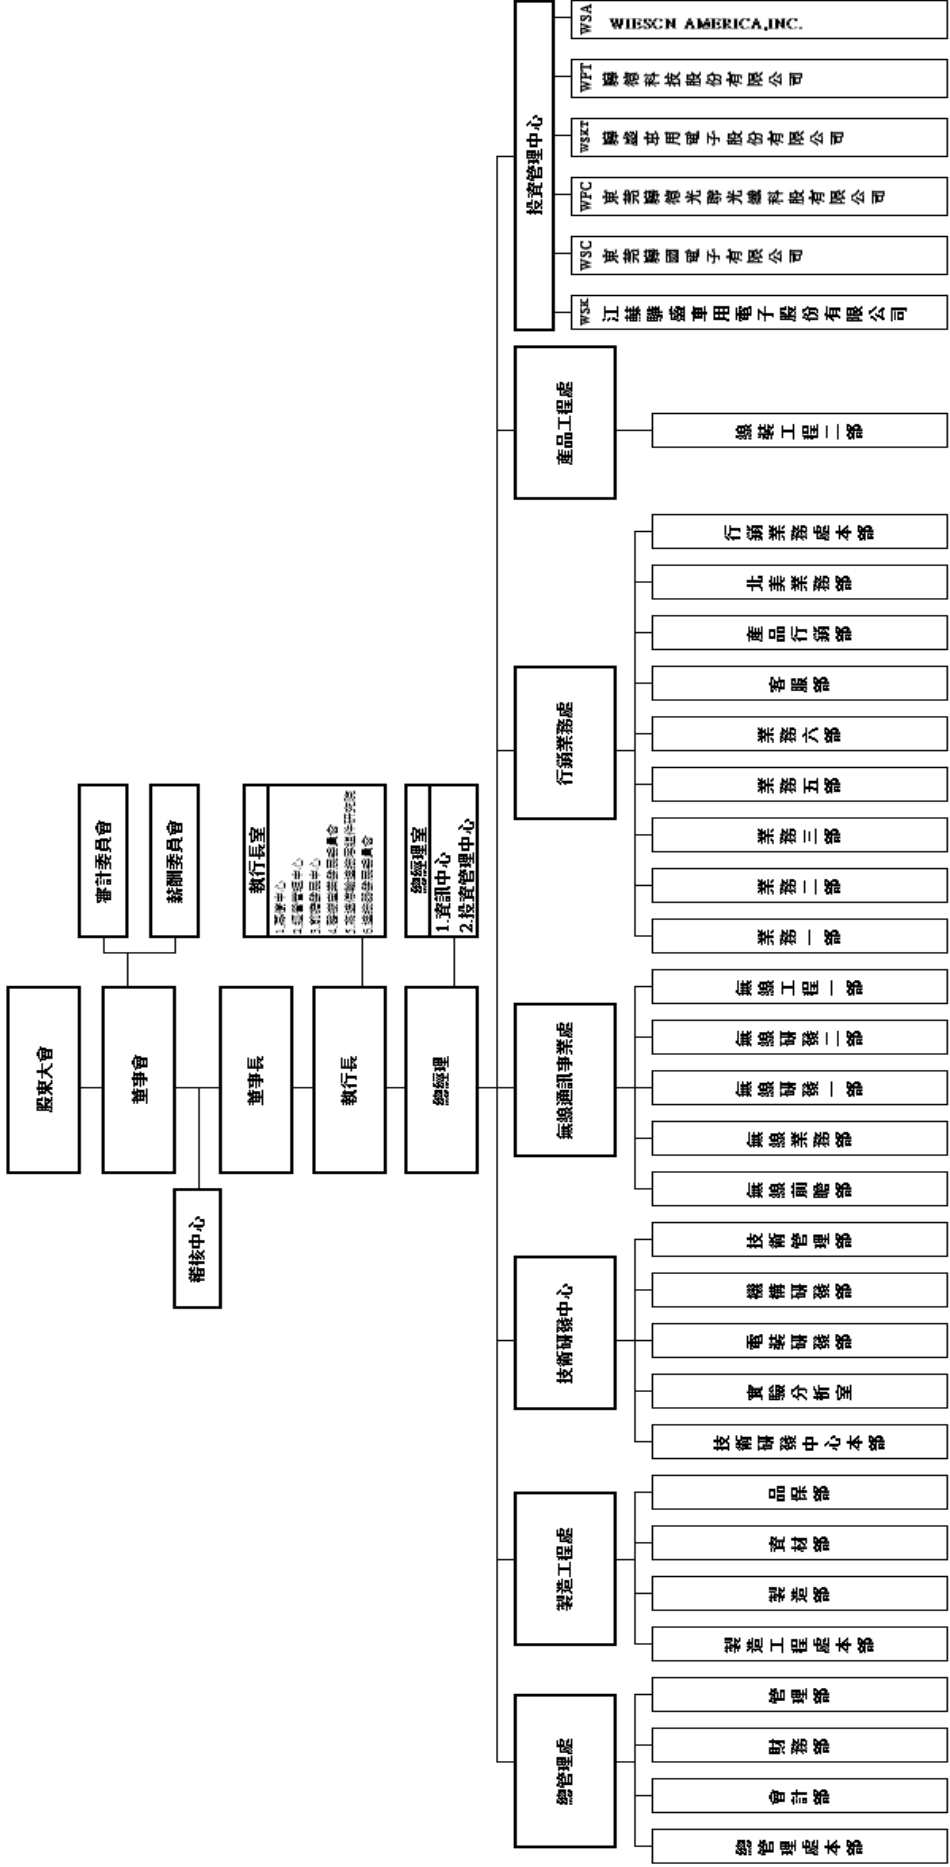 股東大會
董事會
審計委員會
薪酬委員會
稽核中心
董事長
執行長
執行長室
總經理
總經理室
1.資訊中心
2.投資管理中心
總管理處
總管理處本部
會計部
財務部
管理部
製造工程處
製造工程處本部
製造部
資材部
品保部
技術研發中心
技術研發中心本部
實驗分析室
電裝研發部
機構研發部
技術管理部
無線通訊事業處
無線前瞻部
無線業務部
無線研發一部
無線研發二部
無線工程一部
行銷業務處
業務一部
業務二部
業務三部
業務五部
業務六部
客服部
產品行銷部
北美業務部
行銷業務處本部
產品工程處
線裝工程二部
投資管理中心
WSK 江蘇驊盛車用電子股份有限公司
WSC 東莞驊國電子有限公司
WPC 東莞驊德光聯光纖科股有限公司
WSKT 驊盛車用電子股份有限公司
WPT 驊德科技股份有限公司
WSA WIESON AMERICA,INC.